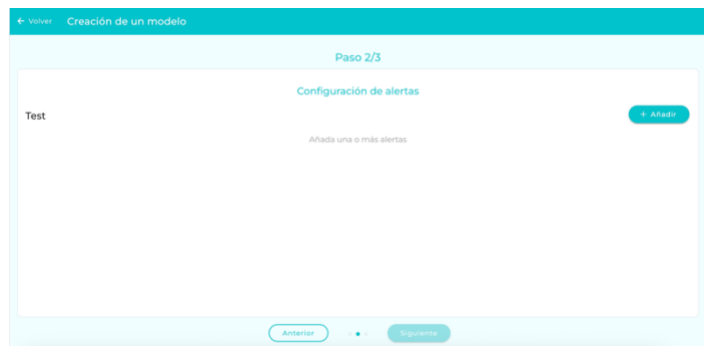 ← Volver Creación de un modelo
Paso 2/3
Configuración de alertas
Test
+ Añadir
Añada una o más alertas
Anterior
Siguiente